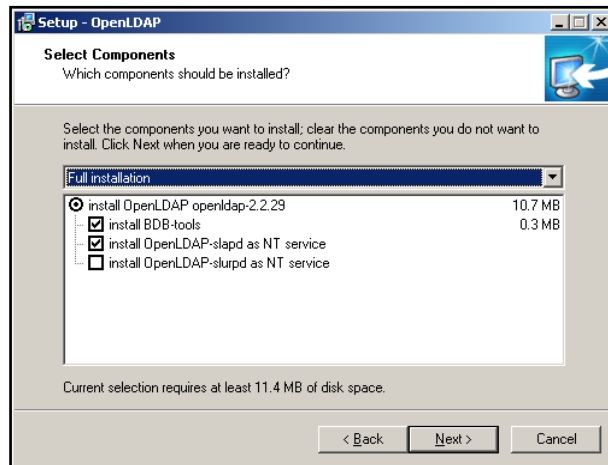 Setup - OpenLDAP
Select Components
Which components should be installed?
Select the components you want to install; clear the components you do not want to
install. Click Next when you are ready to continue.
Full installation
install OpenLDAP openldap-2.2.29 10.7 MB
install BDB-tools 0.3 MB
install OpenLDAP-slapd as NT service
install OpenLDAP-slurpd as NT service
Current selection requires at least 11.4 MB of disk space.
< Back Next > Cancel